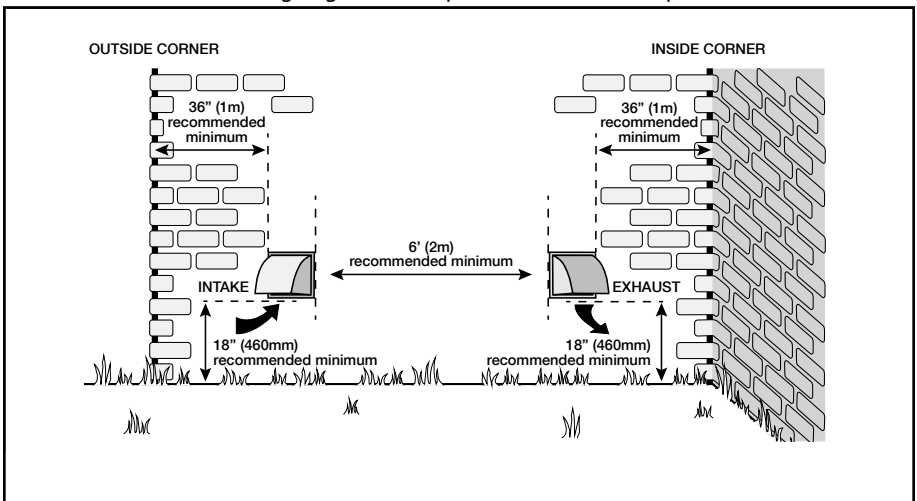 OUTSIDE CORNER
INSIDE CORNER
36” (1m)
recommended
minimum
36” (1m)
recommended
minimum
6’ (2m)
recommended minimum
INTAKE
EXHAUST
18” (460mm)
recommended minimum
18” (460mm)
recommended minimum